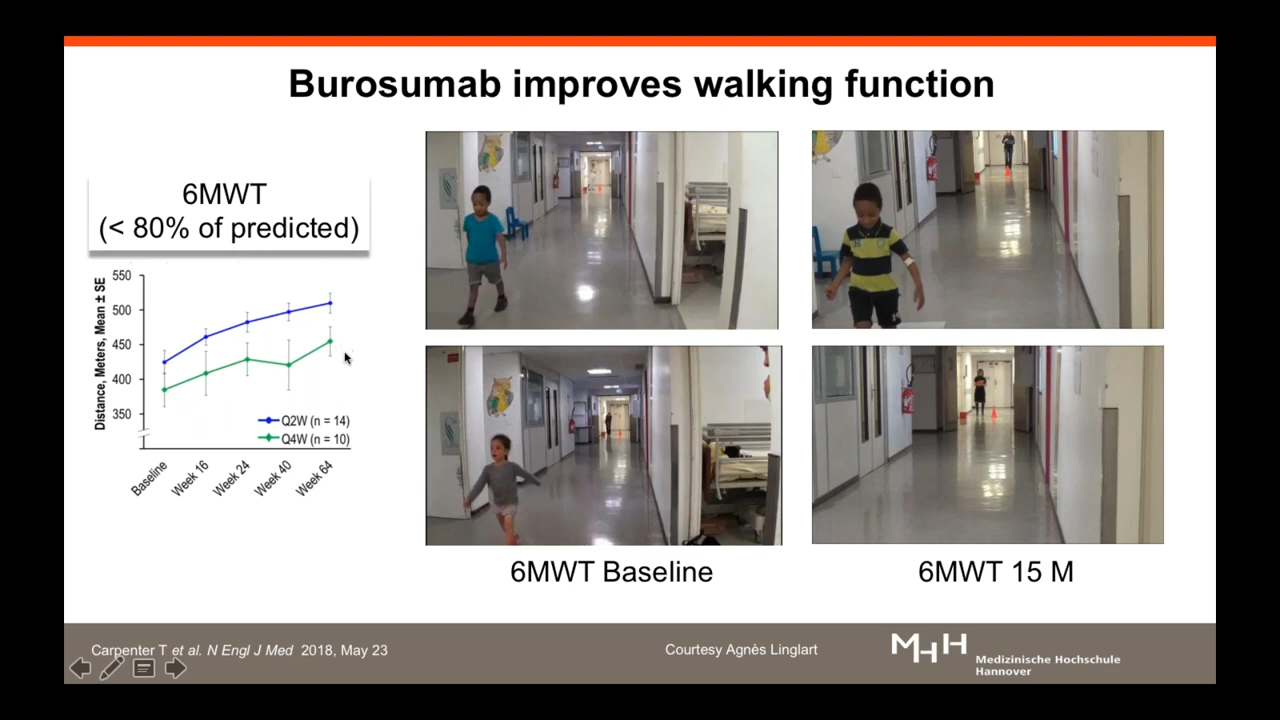 Burosumab improves walking function
6MWT
(< 80% of predicted)
Distance, Meters, Mean ± SE
550
500
450
400
350
Q2W (n = 14)
Q4W (n = 10)
Baseline
Week 16
Week 24
Week 40
Week 64
6MWT Baseline
6MWT 15 M
Carpenter T et al. N Engl J Med 2018, May 23
Courtesy Agnès Linglart
MHH
Medizinische Hochschule
Hannover